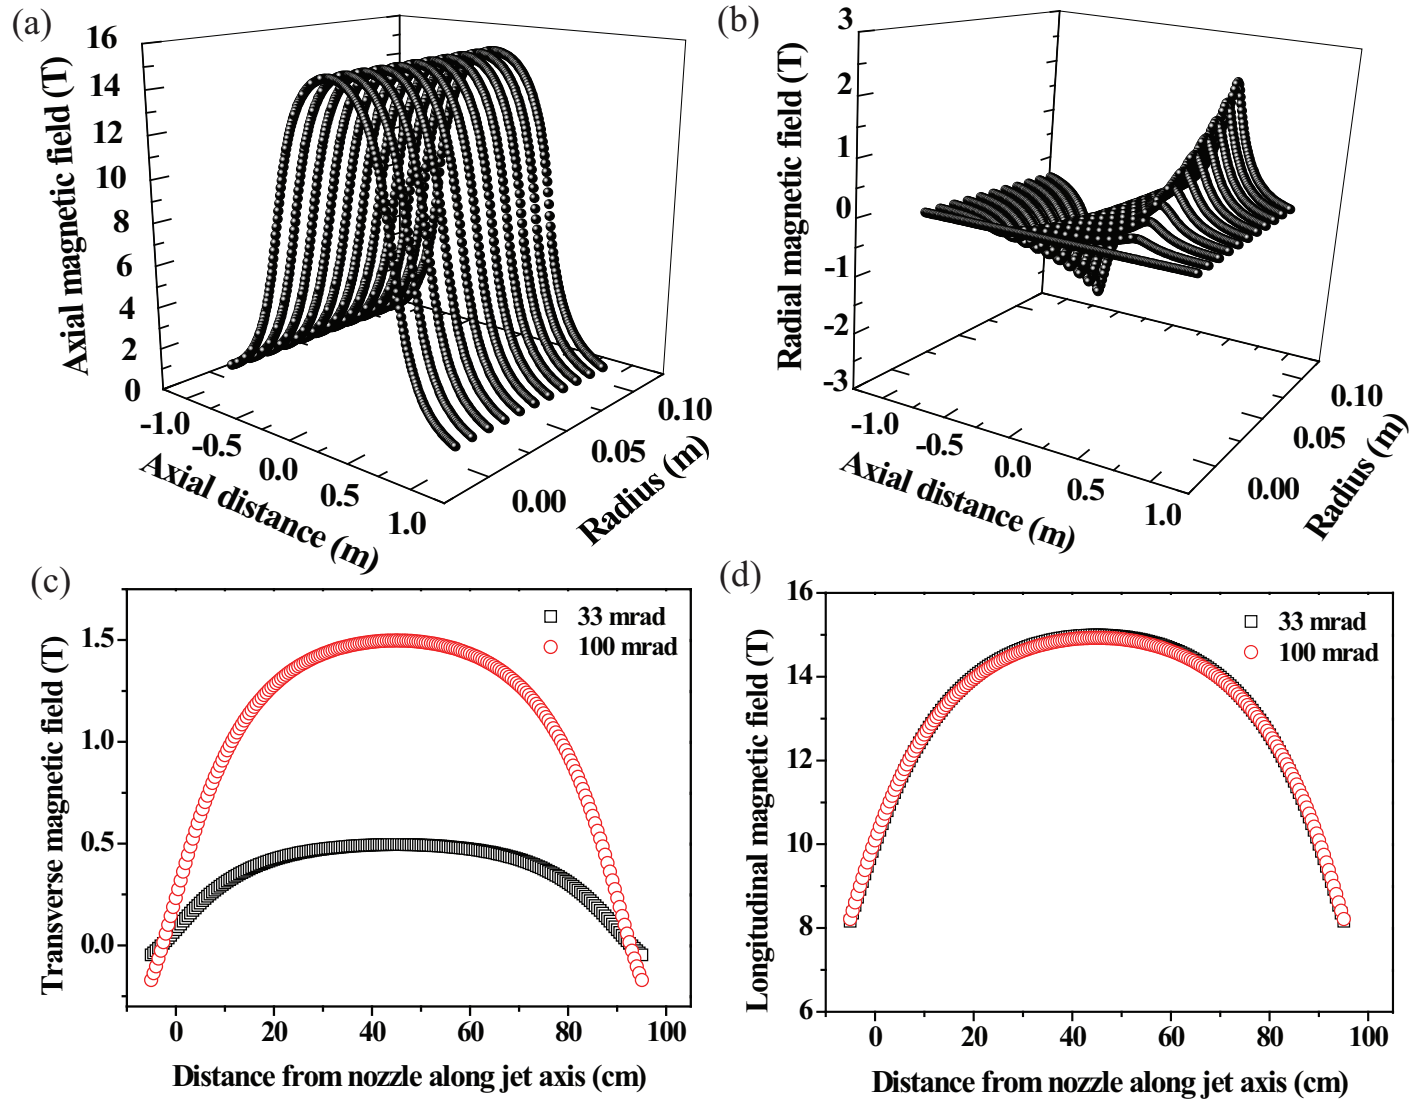 (a)
16
14
12
10
8
6
4
2
0
Axial magnetic field (T)
-1.0
-0.5
0.0
0.5
1.0
Axial distance (m)
0.00
0.05
0.10
Radius (m)
(b)
3
2
1
0
-1
-2
-3
Radial magnetic field (T)
-1.0
-0.5
0.0
0.5
1.0
Axial distance (m)
0.00
0.05
0.10
Radius (m)
(c)
33 mrad
100 mrad
1.5
1.0
0.5
0.0
Transverse magnetic field (T)
0 20 40 60 80 100
Distance from nozzle along jet axis (cm)
(d)
33 mrad
100 mrad
16
14
12
10
8
6
Longitudinal magnetic field (T)
0 20 40 60 80 100
Distance from nozzle along jet axis (cm)